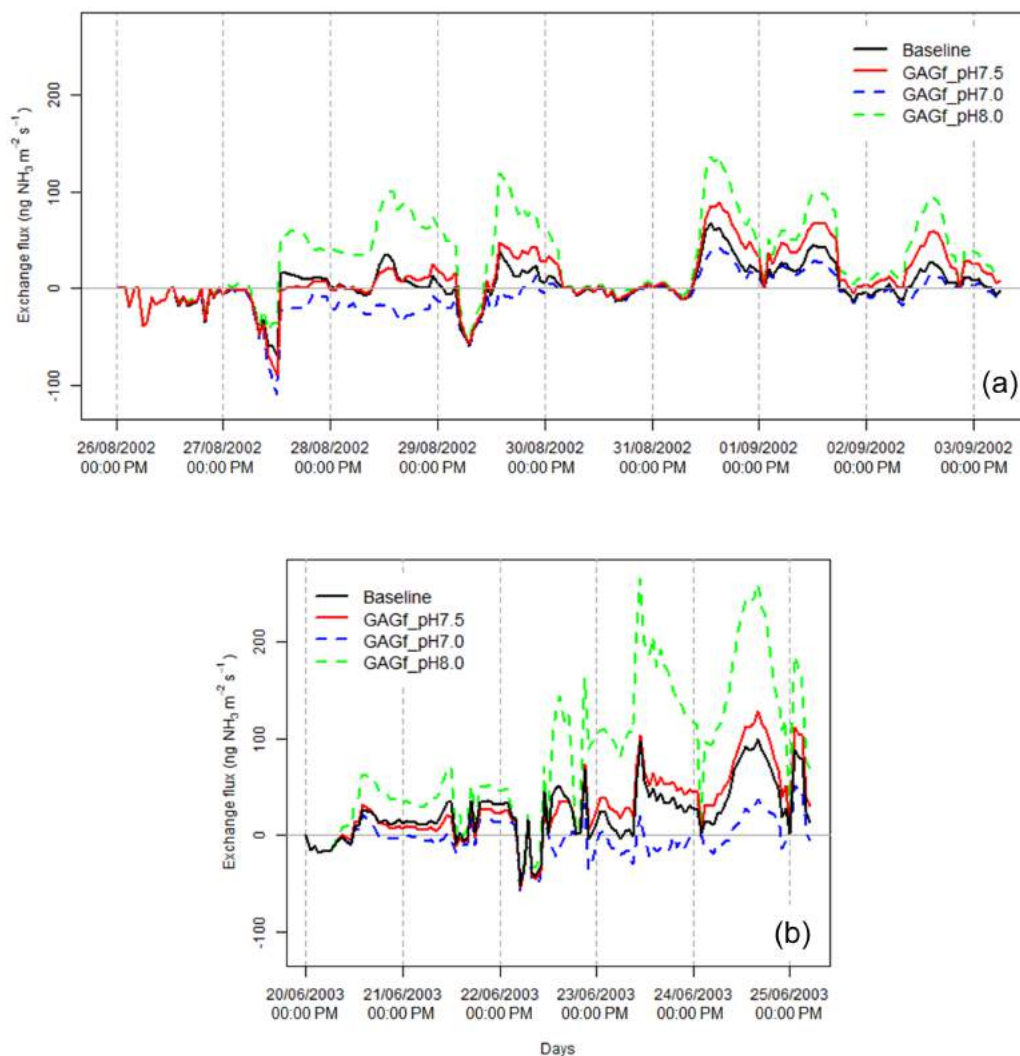 Exchange flux (ng NH₃ m⁻² s⁻¹)
200
100
0
-100
Baseline
GAGf_pH7.5
GAGf_pH7.0
GAGf_pH8.0
(a)
26/08/2002 27/08/2002 28/08/2002 29/08/2002 30/08/2002 31/08/2002 01/09/2002 02/09/2002 03/09/2002
00:00 PM 00:00 PM 00:00 PM 00:00 PM 00:00 PM 00:00 PM 00:00 PM 00:00 PM 00:00 PM
Exchange flux (ng NH₃ m⁻² s⁻¹)
200
100
0
-100
Baseline
GAGf_pH7.5
GAGf_pH7.0
GAGf_pH8.0
(b)
20/06/2003 21/06/2003 22/06/2003 23/06/2003 24/06/2003 25/06/2003
00:00 PM 00:00 PM 00:00 PM 00:00 PM 00:00 PM 00:00 PM
Days